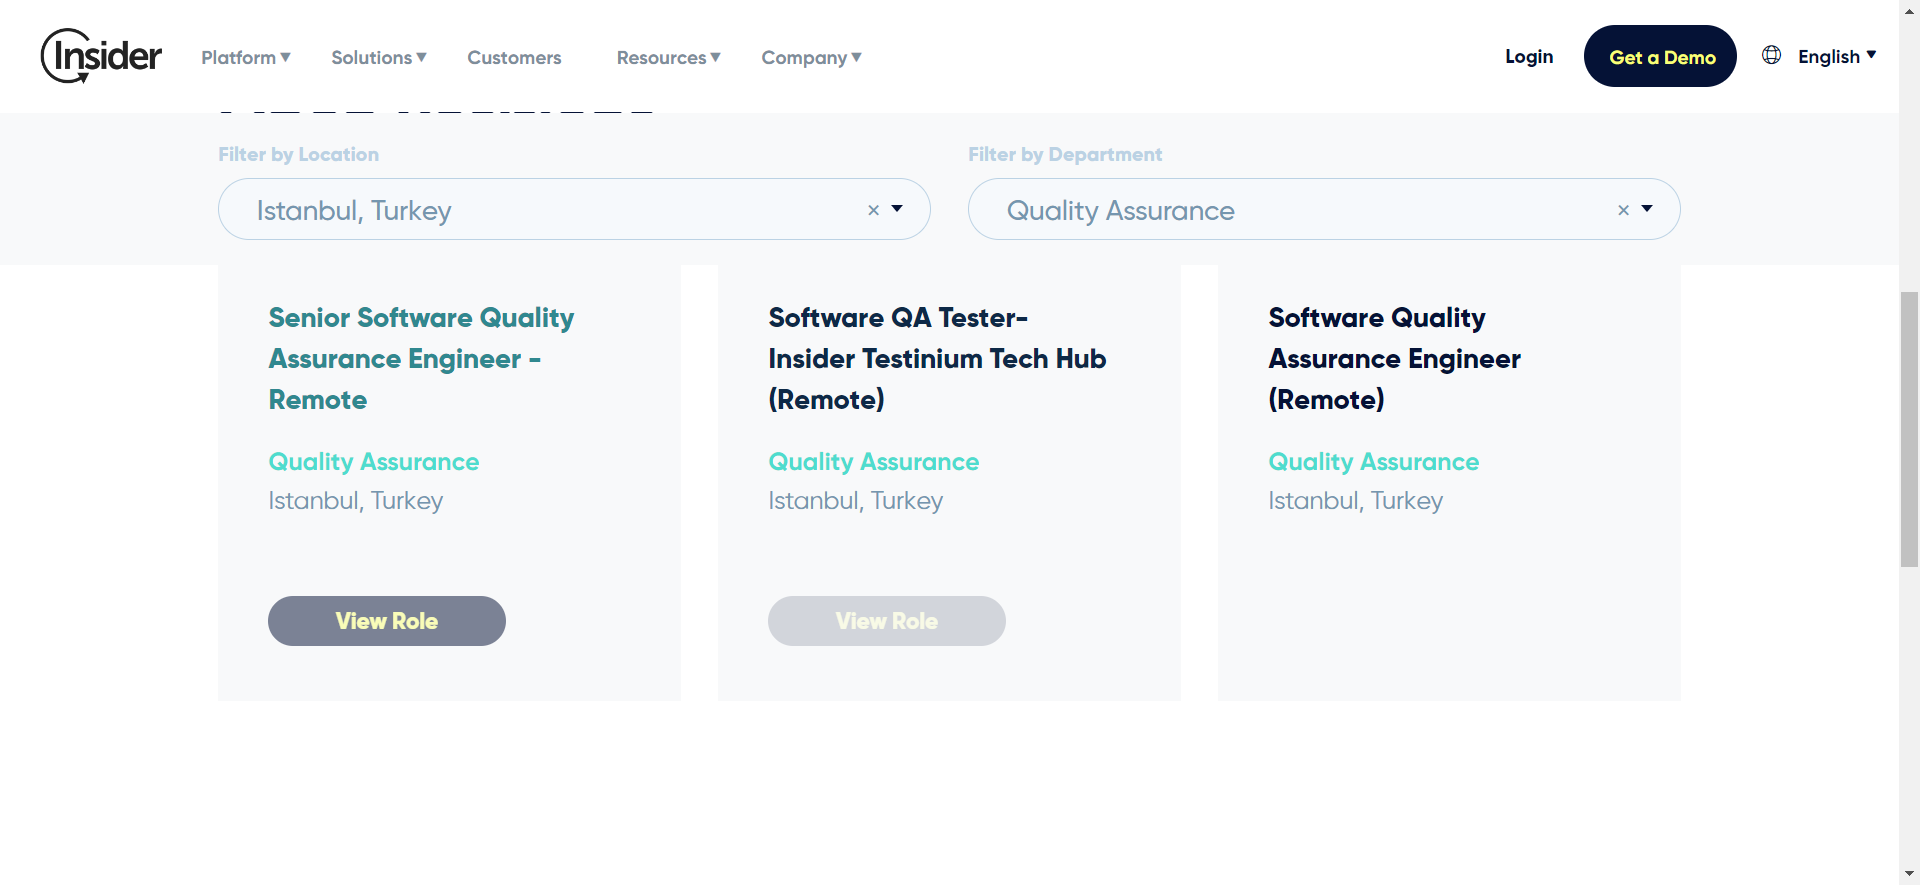 Insider
Platform ▼ Solutions ▼ Customers Resources ▼ Company ▼
Login Get a Demo English ▼
Filter by Location
Istanbul, Turkey ×
Filter by Department
Quality Assurance ×
Senior Software Quality
Assurance Engineer -
Remote
Quality Assurance
Istanbul, Turkey
View Role
Software QA Tester-
Insider Testinium Tech Hub
(Remote)
Quality Assurance
Istanbul, Turkey
View Role
Software Quality
Assurance Engineer
(Remote)
Quality Assurance
Istanbul, Turkey